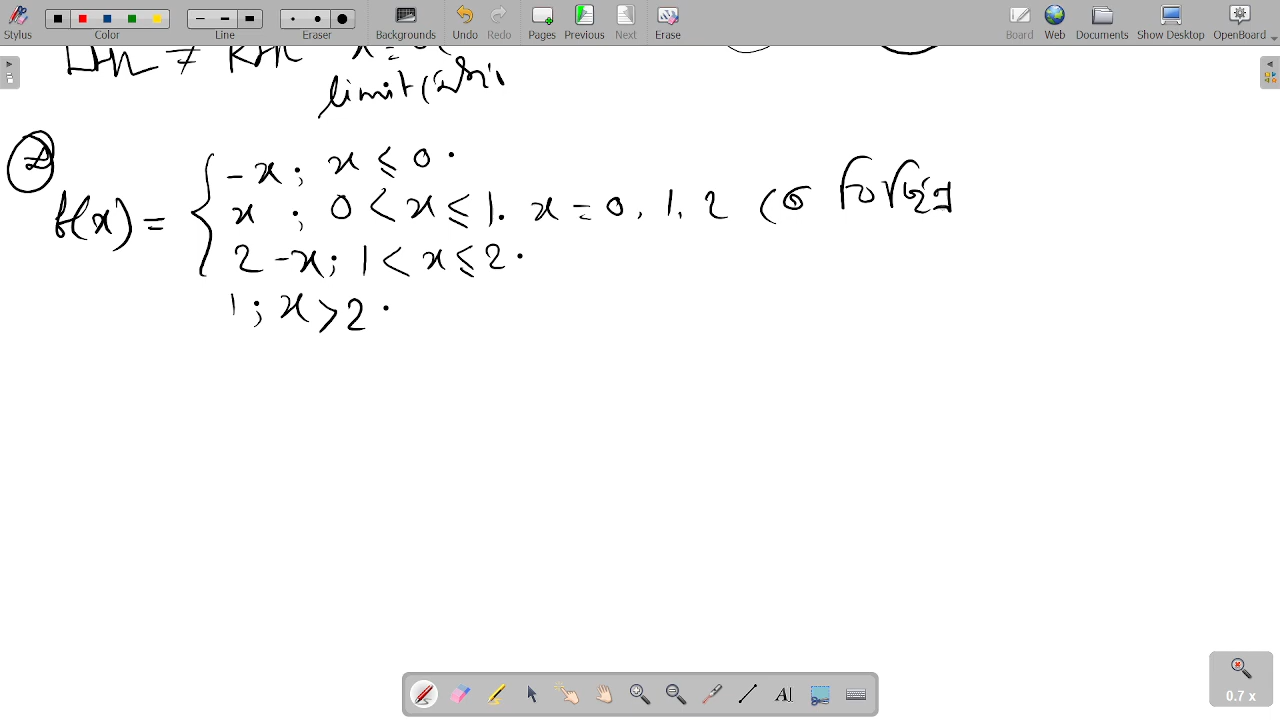 Stylus Color Line Eraser Backgrounds Undo Redo Pages Previous Next Erase Board Web Documents Show Desktop OpenBoard
LHL ≠ RHL
limit
②
f(x) = { -x; x ≤ 0.
x ; 0 < x ≤ 1. x = 0, 1, 2
2 - x; 1 < x ≤ 2.
1; x > 2.
0.7 x